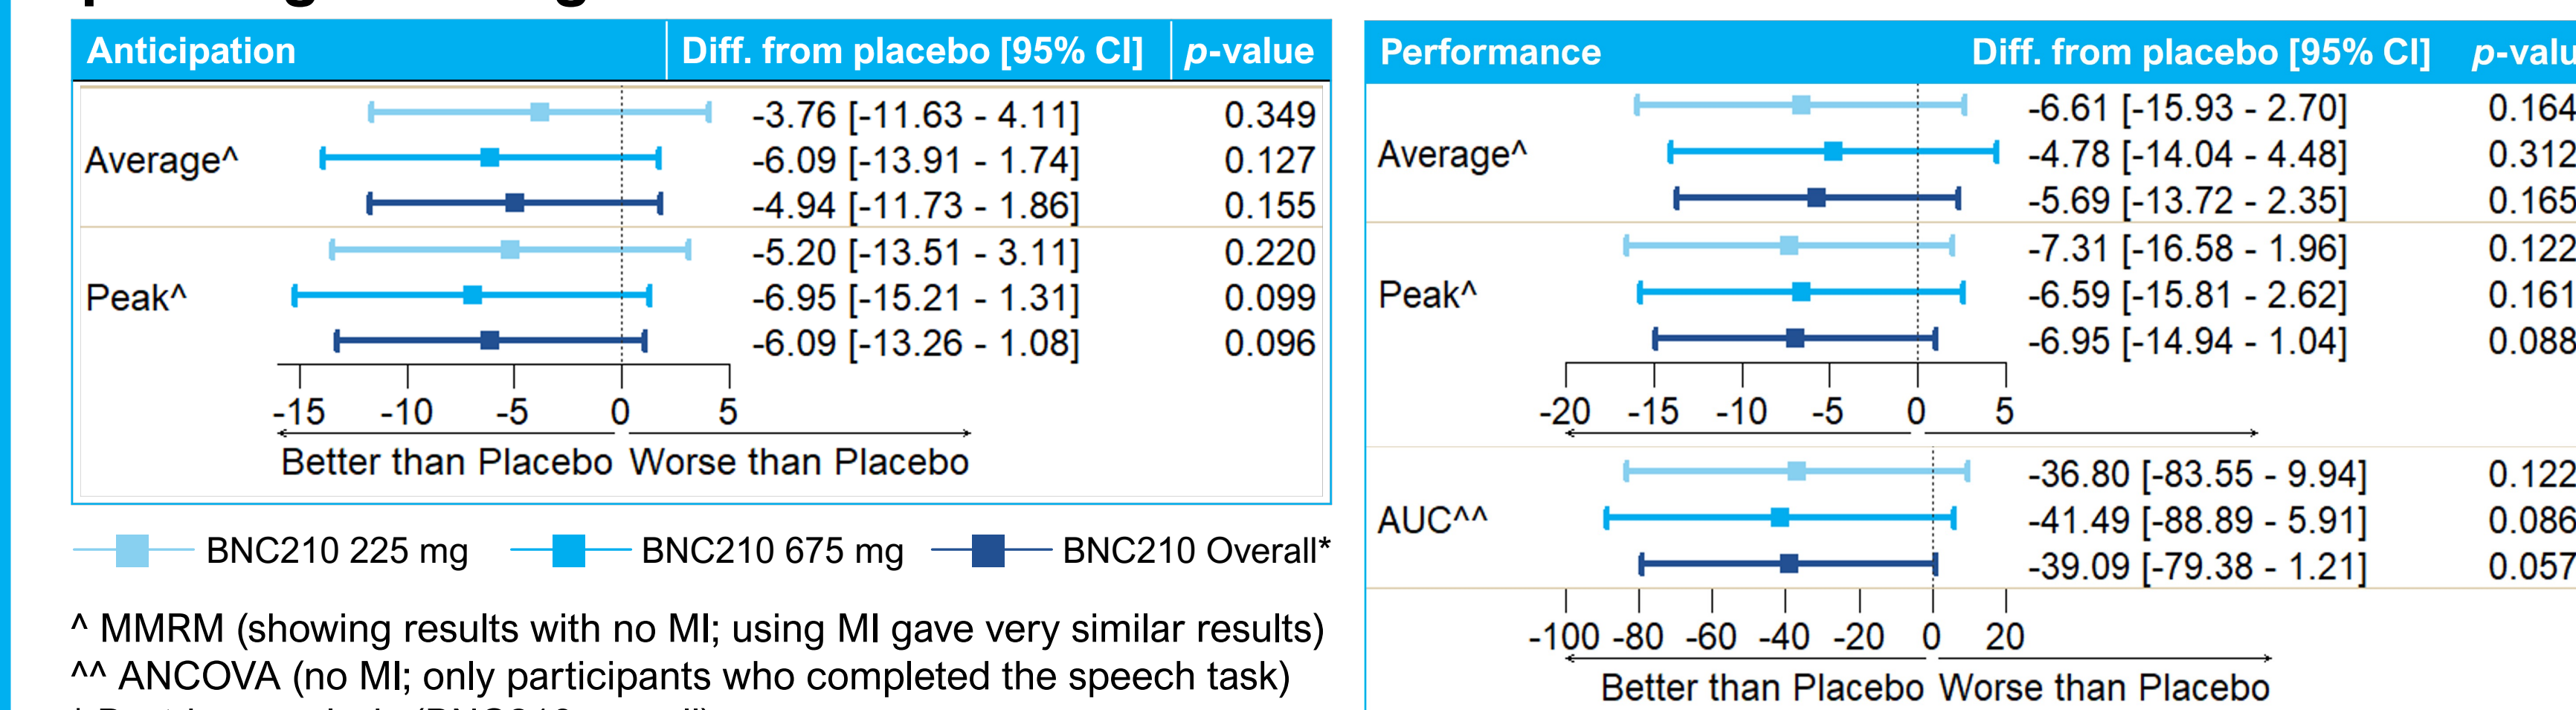 Anticipation Diff. from placebo [95% CI] p-value
-3.76 [-11.63 - 4.11] 0.349
Average^ -6.09 [-13.91 - 1.74] 0.127
-4.94 [-11.73 - 1.86] 0.155
-5.20 [-13.51 - 3.11] 0.220
Peak^ -6.95 [-15.21 - 1.31] 0.099
-6.09 [-13.26 - 1.08] 0.096
-15 -10 -5 0 5
Better than Placebo Worse than Placebo
BNC210 225 mg BNC210 675 mg BNC210 Overall*
^ MMRM (showing results with no MI; using MI gave very similar results)
^^ ANCOVA (no MI; only participants who completed the speech task)
Performance Diff. from placebo [95% CI] p-valu
-6.61 [-15.93 - 2.70] 0.164
Average^ -4.78 [-14.04 - 4.48] 0.312
-5.69 [-13.72 - 2.35] 0.165
-7.31 [-16.58 - 1.96] 0.122
Peak^ -6.59 [-15.81 - 2.62] 0.161
-6.95 [-14.94 - 1.04] 0.088
-20 -15 -10 -5 0 5
-36.80 [-83.55 - 9.94] 0.122
AUC^^ -41.49 [-88.89 - 5.91] 0.086
-39.09 [-79.38 - 1.21] 0.057
-100 -80 -60 -40 -20 0 20
Better than Placebo Worse than Placebo